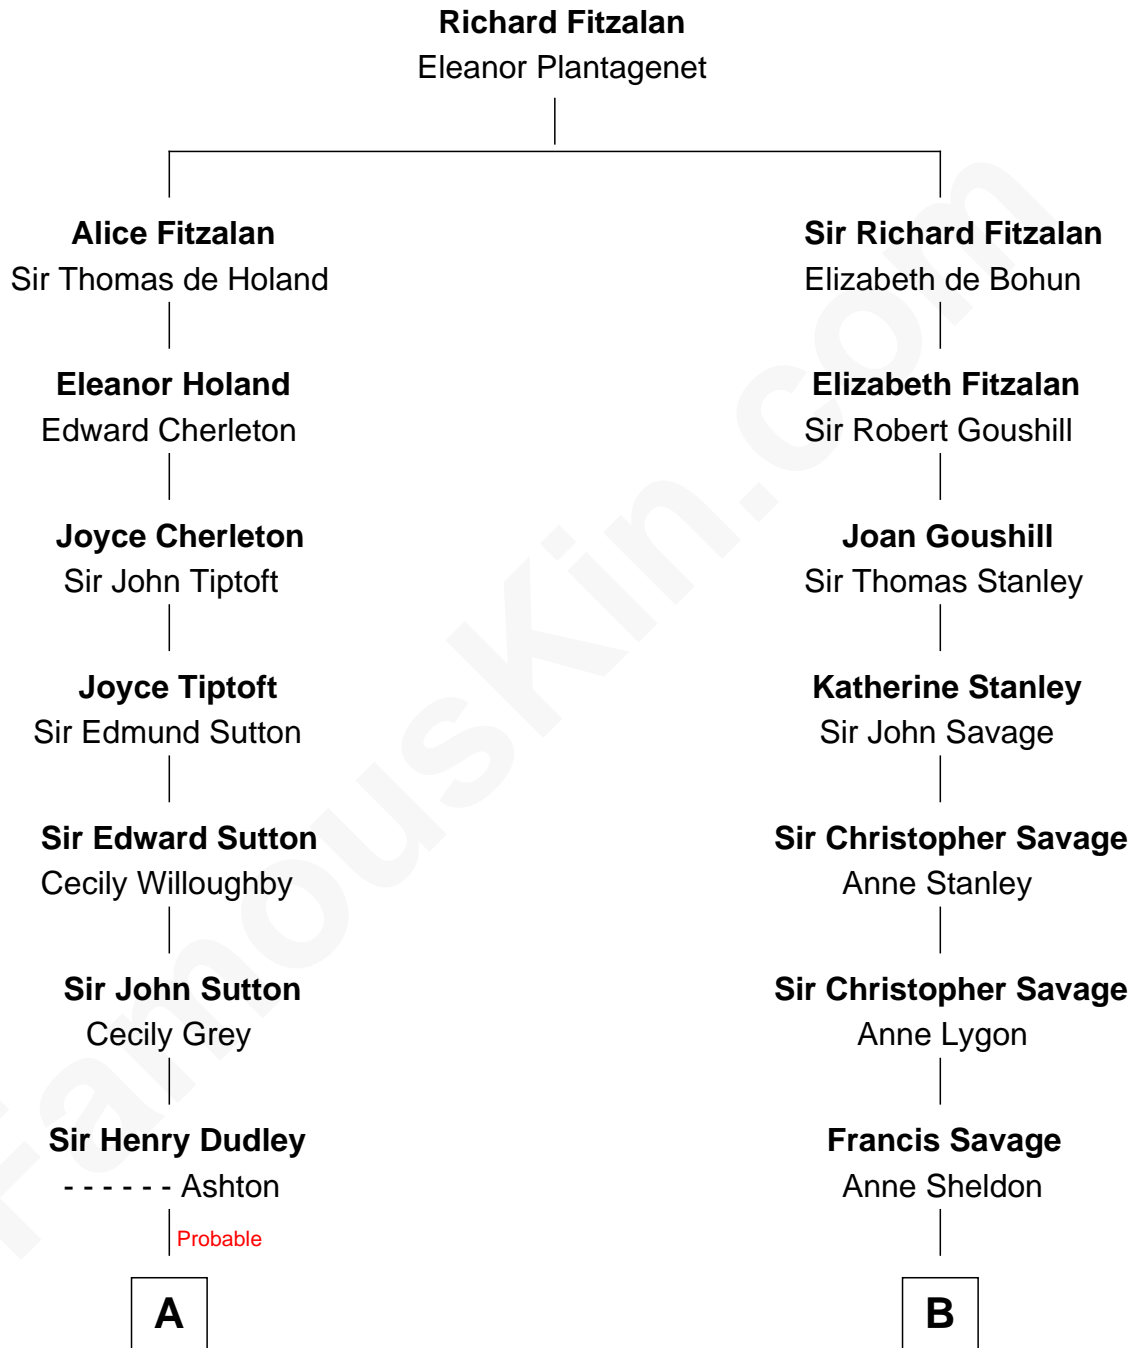 Richard Fitzalan
Eleanor Plantagenet
Alice Fitzalan
Sir Thomas de Holand
Eleanor Holand
Edward Cherleton
Joyce Cherleton
Sir John Tiptoft
Joyce Tiptoft
Sir Edmund Sutton
Sir Edward Sutton
Cecily Willoughby
Sir John Sutton
Cecily Grey
Sir Henry Dudley
- - - - - - Ashton
Probable
A
Sir Richard Fitzalan
Elizabeth de Bohun
Elizabeth Fitzalan
Sir Robert Goushill
Joan Goushill
Sir Thomas Stanley
Katherine Stanley
Sir John Savage
Sir Christopher Savage
Anne Stanley
Sir Christopher Savage
Anne Lygon
Francis Savage
Anne Sheldon
B
FamousKin.com